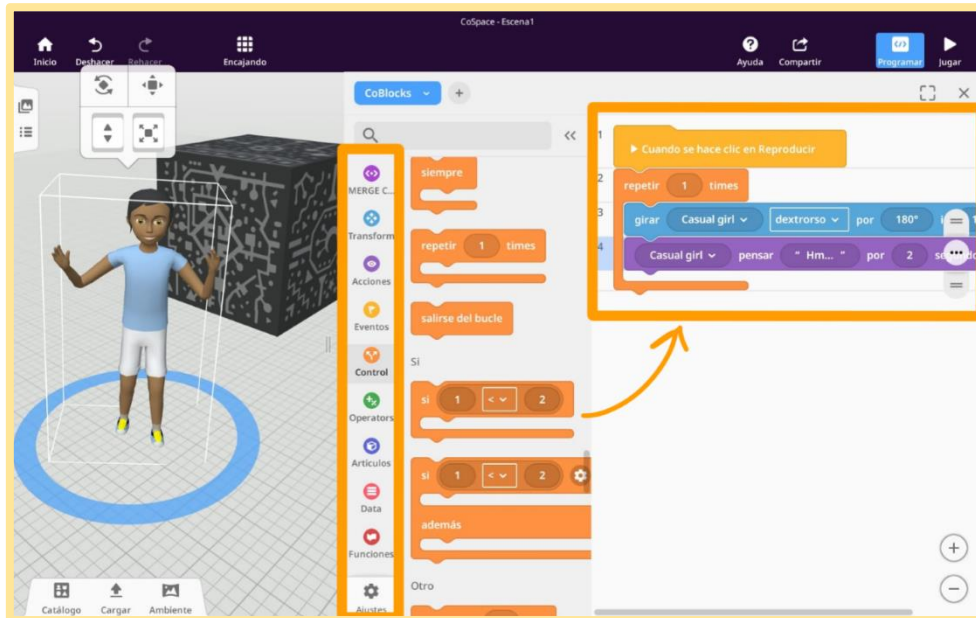 CoSpace - Escena1
Inicio Deshacer Rehacer Encajando Ayuda Compartir Programar Jugar
CoBlocks
MERGE C...
Transform
Acciones
Eventos
Control
Operators
Artículos
Data
Funciones
Ajustes
siempre
repetir 1 times
salirse del bucle
Si
si 1 < 2
si 1 < 2
además
Otro
1
Cuando se hace clic en Reproducir
2
repetir 1 times
3
girar Casual girl dextrorso por 180°
4
Casual girl pensar “ Hm... ” por 2
Catálogo Cargar Ambiente